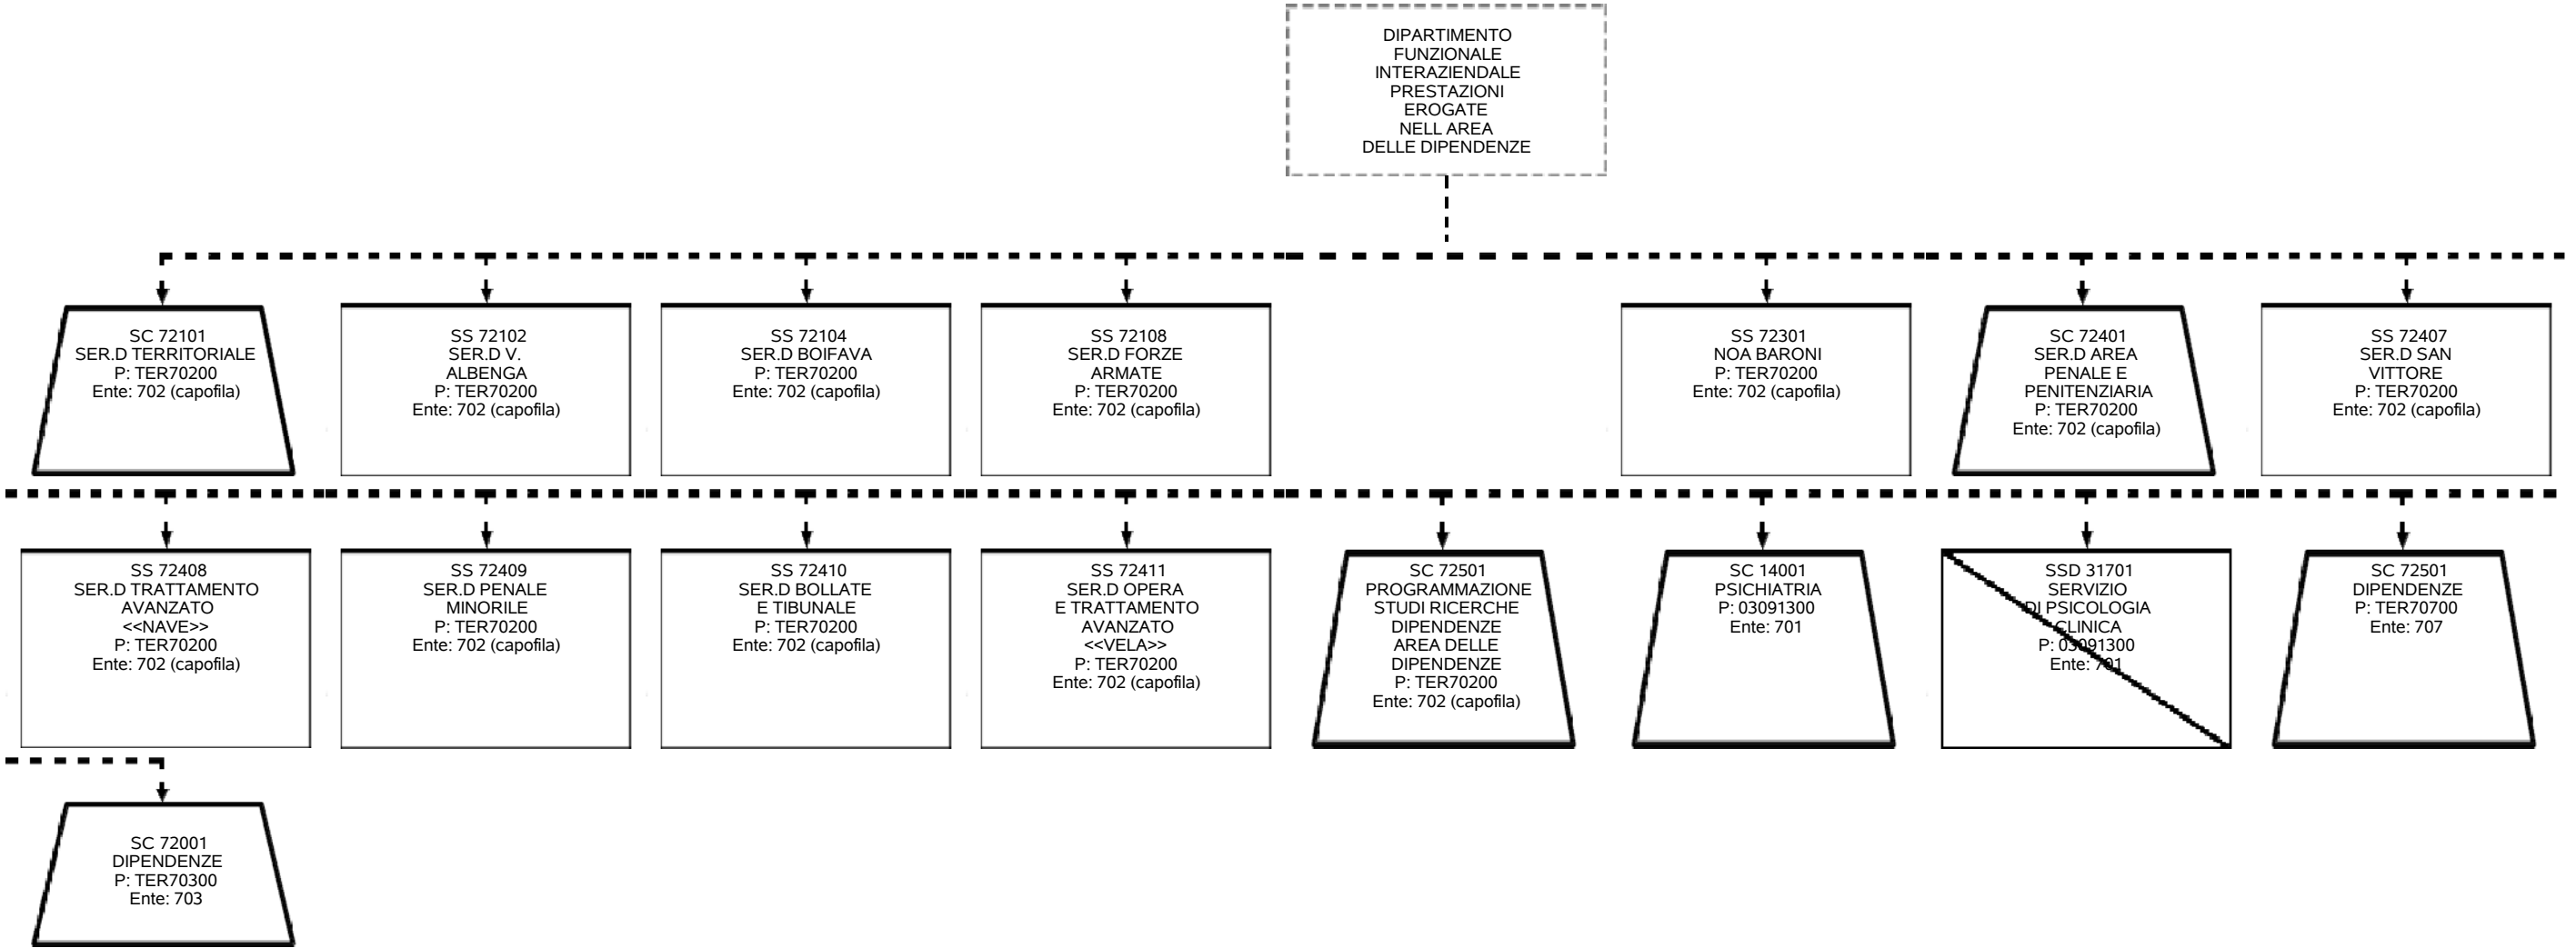 DIPARTIMENTO
FUNZIONALE
INTERAZIENDALE
PRESTAZIONI
EROGATE
NELL AREA
DELLE DIPENDENZE
SC 72101
SER.D TERRITORIALE
P: TER70200
Ente: 702 (capofila)
SS 72102
SER.D V.
ALBENGA
P: TER70200
Ente: 702 (capofila)
SS 72104
SER.D BOIFAVA
P: TER70200
Ente: 702 (capofila)
SS 72108
SER.D FORZE
ARMATE
P: TER70200
Ente: 702 (capofila)
SS 72301
NOA BARONI
P: TER70200
Ente: 702 (capofila)
SC 72401
SER.D AREA
PENALE E
PENITENZIARIA
P: TER70200
Ente: 702 (capofila)
SS 72407
SER.D SAN
VITTORE
P: TER70200
Ente: 702 (capofila)
SS 72408
SER.D TRATTAMENTO
AVANZATO
<<NAVE>>
P: TER70200
Ente: 702 (capofila)
SS 72409
SER.D PENALE
MINORILE
P: TER70200
Ente: 702 (capofila)
SS 72410
SER.D BOLLATE
E TIBUNALE
P: TER70200
Ente: 702 (capofila)
SS 72411
SER.D OPERA
E TRATTAMENTO
AVANZATO
<<VELA>>
P: TER70200
Ente: 702 (capofila)
SC 72501
PROGRAMMAZIONE
STUDI RICERCHE
DIPENDENZE
AREA DELLE
DIPENDENZE
P: TER70200
Ente: 702 (capofila)
SC 14001
PSICHIATRIA
P: 03091300
Ente: 701
SSD 31701
SERVIZIO
DI PSICOLOGIA
CLINICA
P: 03091300
Ente: 701
SC 72501
DIPENDENZE
P: TER70700
Ente: 707
SC 72001
DIPENDENZE
P: TER70300
Ente: 703